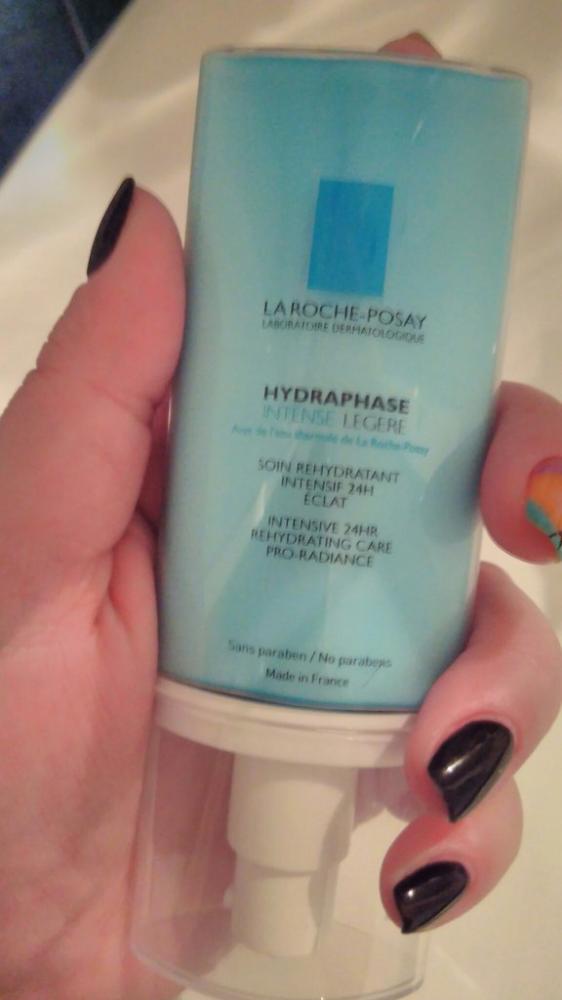 LA ROCHE-POSAY
LABORATOIRE DERMATOLOGIQUE
HYDRAPHASE
INTENSE LEGERE
Avec de l'eau thermale de La Roche-Posay
SOIN REHYDRATANT
INTENSIF 24H
ÉCLAT
INTENSIVE 24HR
REHYDRATING CARE
PRO-RADIANCE
Sans paraben / No parabens
Made in France